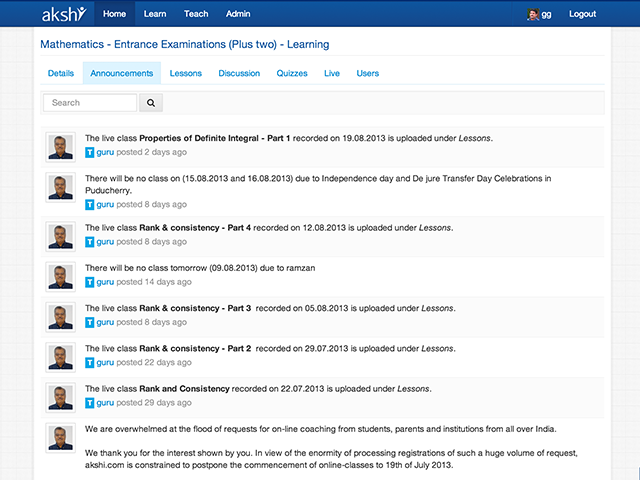 akshi Home Learn Teach Admin gg Logout
Mathematics - Entrance Examinations (Plus two) - Learning
Details Announcements Lessons Discussion Quizzes Live Users
Search
The live class Properties of Definite Integral - Part 1 recorded on 19.08.2013 is uploaded under Lessons.
T guru posted 2 days ago
There will be no class on (15.08.2013 and 16.08.2013) due to Independence day and De jure Transfer Day Celebrations in
Puducherry.
T guru posted 8 days ago
The live class Rank & consistency - Part 4 recorded on 12.08.2013 is uploaded under Lessons.
T guru posted 8 days ago
There will be no class tomorrow (09.08.2013) due to ramzan
T guru posted 14 days ago
The live class Rank & consistency - Part 3 recorded on 05.08.2013 is uploaded under Lessons.
T guru posted 8 days ago
The live class Rank & consistency - Part 2 recorded on 29.07.2013 is uploaded under Lessons.
T guru posted 22 days ago
The live class Rank and Consistency recorded on 22.07.2013 is uploaded under Lessons.
T guru posted 29 days ago
We are overwhelmed at the flood of requests for on-line coaching from students, parents and institutions from all over India.
We thank you for the interest shown by you. In view of the enormity of processing registrations of such a huge volume of request,
akshi.com is constrained to postpone the commencement of online-classes to 19th of July 2013.